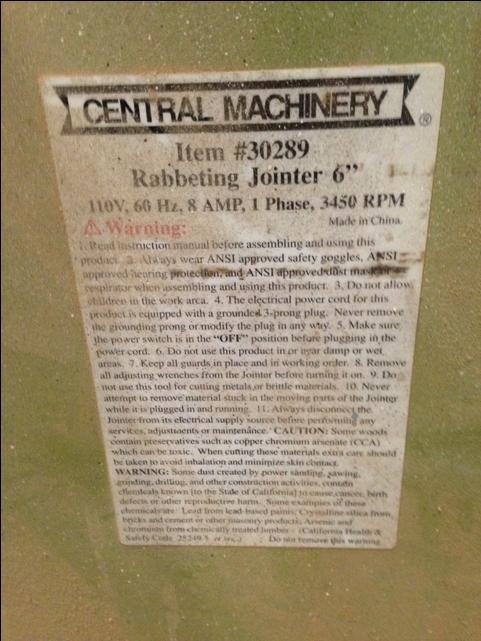 CENTRAL MACHINERY ®
Item #30289
Rabbeting Jointer 6”
110V, 60 Hz, 8 AMP, 1 Phase, 3450 RPM
Made in China
Warning:
1. Read instruction manual before assembling and using this
product. 2. Always wear ANSI approved safety goggles, ANSI
approved hearing protection, and ANSI approved dust mask or
respirator when assembling and using this product. 3. Do not allow
children in the work area. 4. The electrical power cord for this
product is equipped with a grounded 3-prong plug. Never remove
the grounding prong or modify the plug in any way. 5. Make sure
the power switch is in the “OFF” position before plugging in the
power cord. 6. Do not use this product in or near damp or wet
areas. 7. Keep all guards in place and in working order. 8. Remove
all adjusting wrenches from the Jointer before turning it on. 9. Do
not use this tool for cutting metals or brittle materials. 10. Never
attempt to remove material stuck in the moving parts of the Jointer
while it is plugged in and running. 11. Always disconnect the
Jointer from its electrical supply source before performing any
services, adjustments or maintenance. CAUTION: Some woods
contain preservatives such as copper chromium arsenate (CCA)
which can be toxic. When cutting these materials extra care should
be taken to avoid inhalation and minimize skin contact.
WARNING: Some dust created by power sanding, sawing,
grinding, drilling, and other construction activities, contain
chemicals known [to the State of California] to cause cancer, birth
defects or other reproductive harm. Some examples of these
chemicals are: Lead from lead-based paints, Crystalline silica from
bricks and cement or other masonry products, Arsenic and
chromium from chemically treated lumber. (California Health &
Safety Code 25249.5 Do not remove this warning